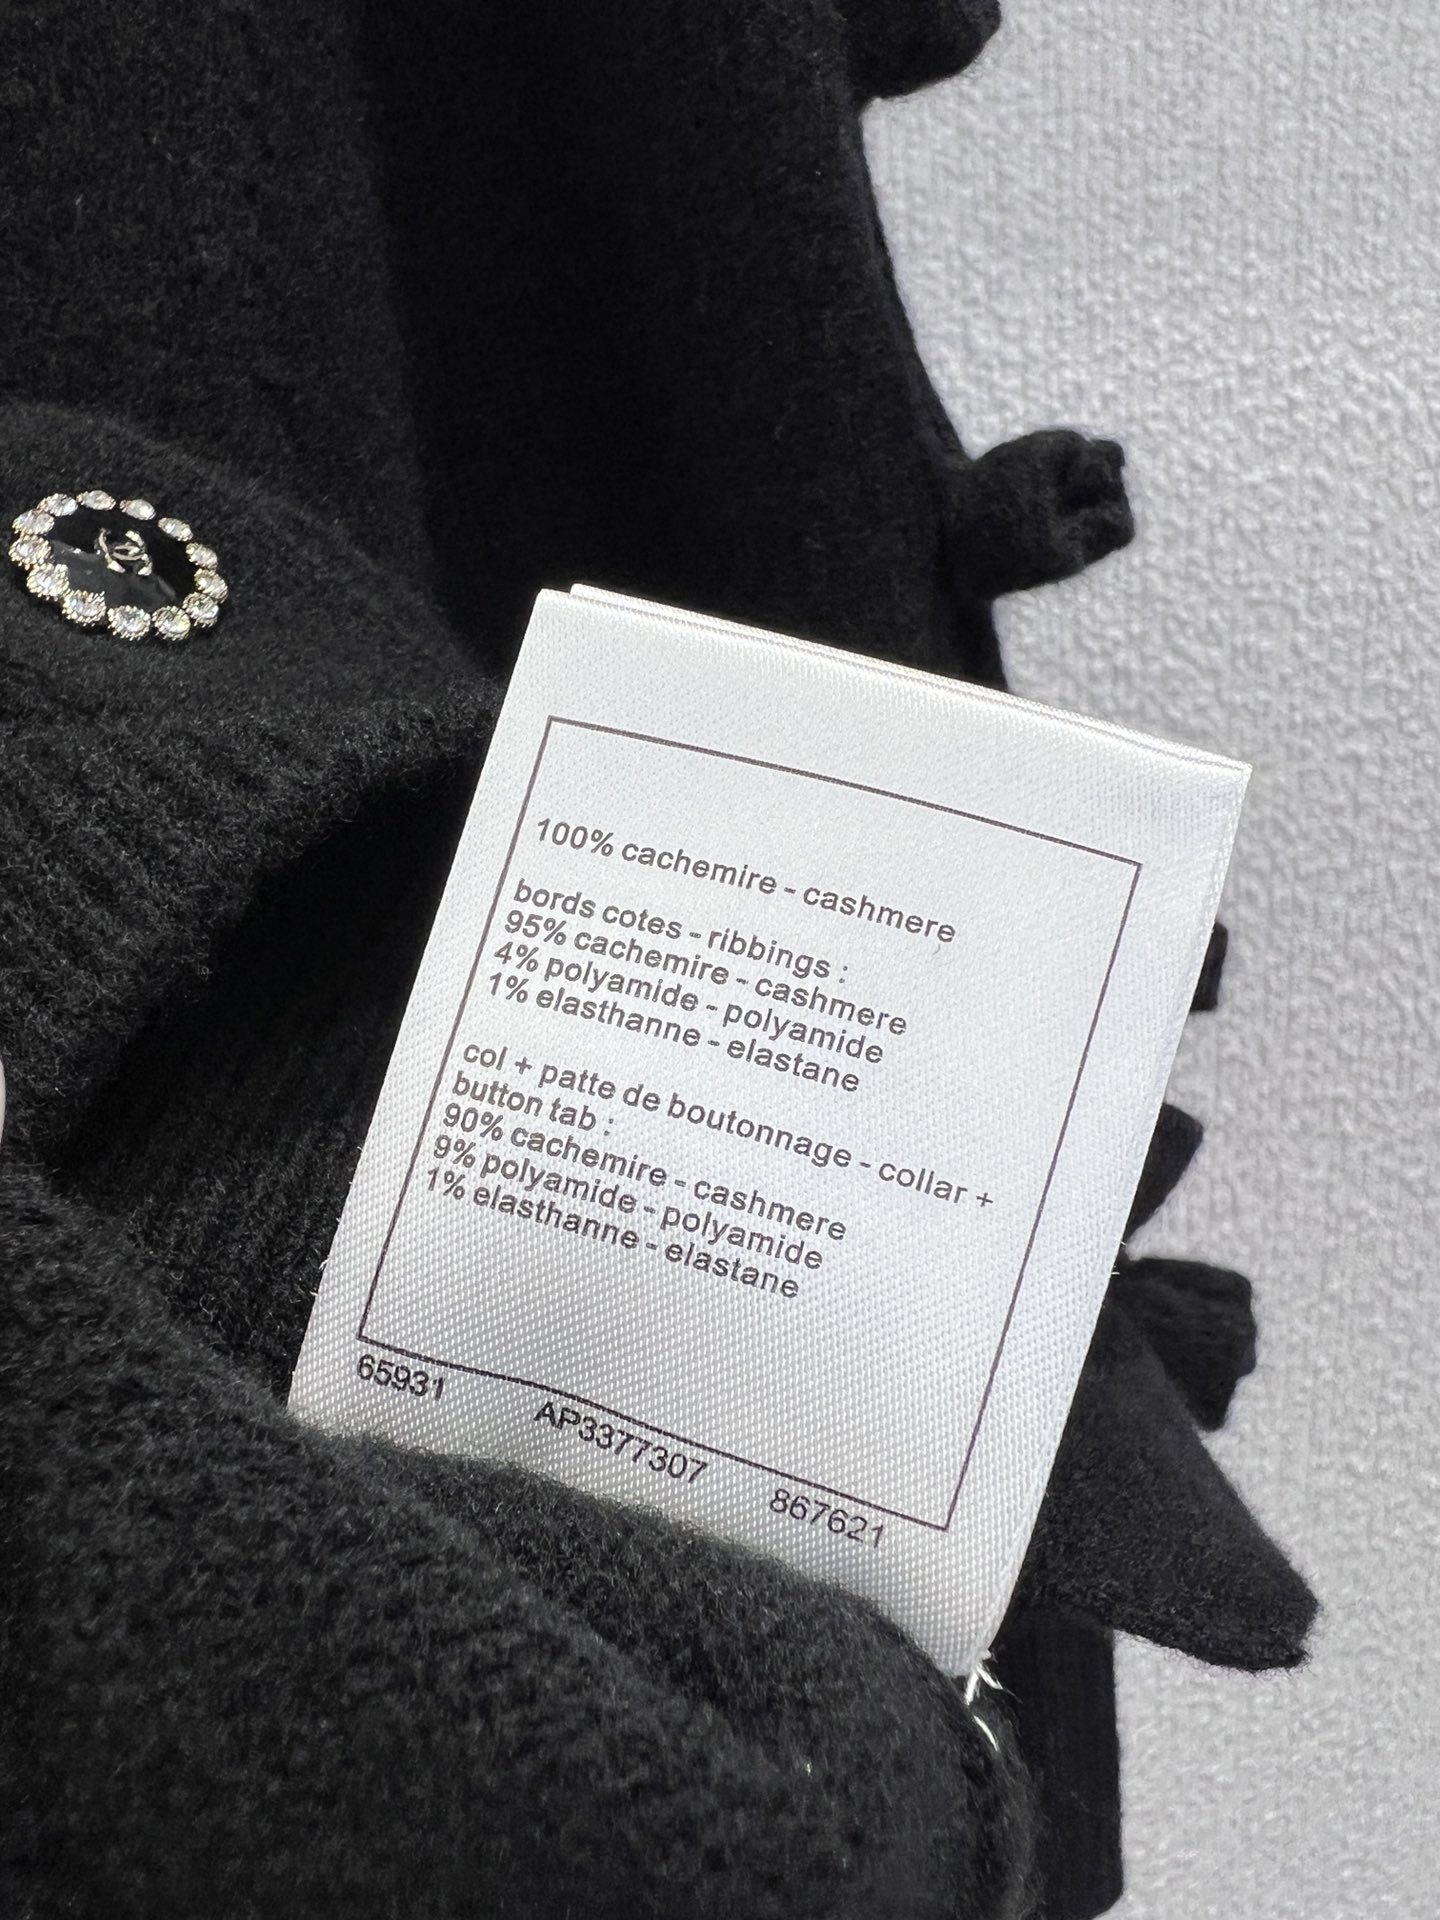 100% cachemire - cashmere
bords cotes - ribbings :
95% cachemire - cashmere
4% polyamide - polyamide
1% elasthanne - elastane
col + patte de boutonnage - collar +
button tab :
90% cachemire - cashmere
9% polyamide - polyamide
1% elasthanne - elastane
65931 AP3377307 867621